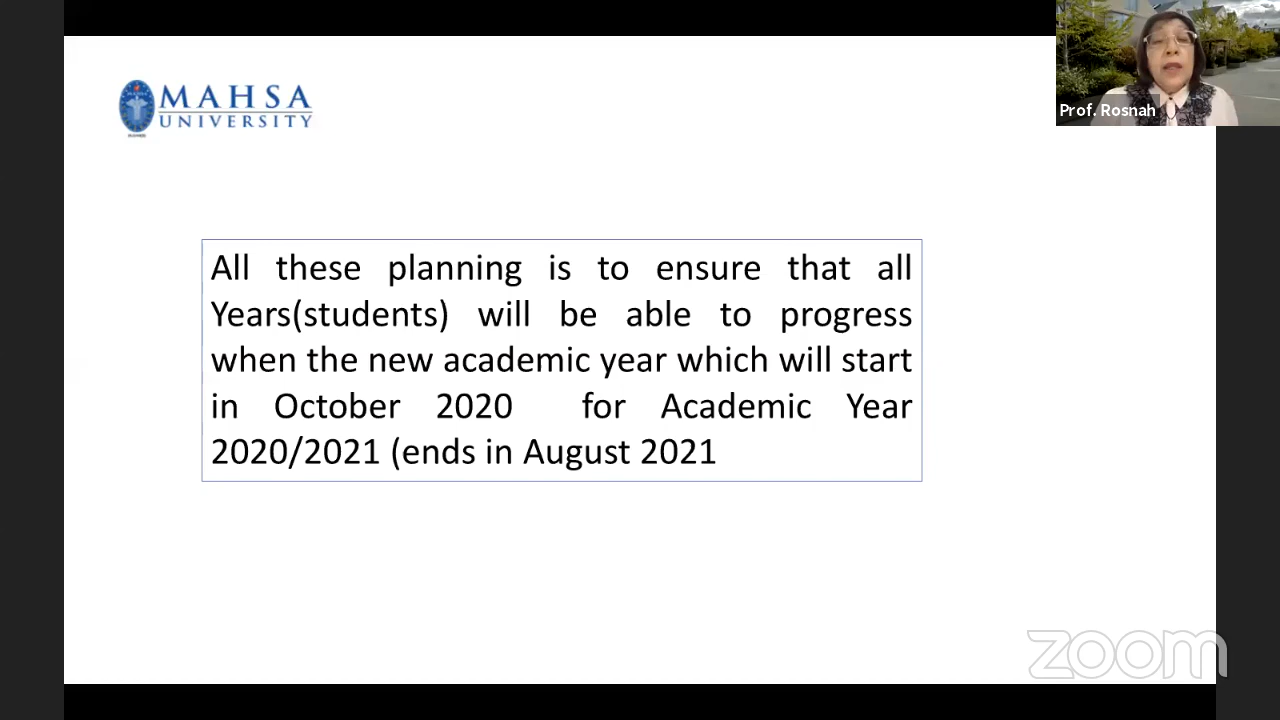 MAHSA
UNIVERSITY
Prof. Rosnah
All these planning is to ensure that all
Years(students) will be able to progress
when the new academic year which will start
in October 2020 for Academic Year
2020/2021 (ends in August 2021
zoom